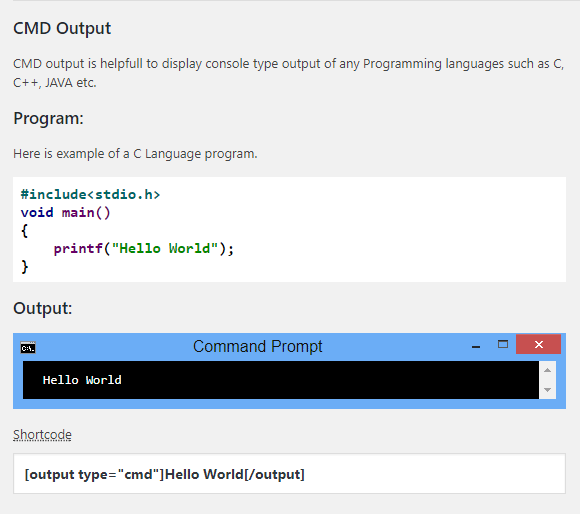 CMD Output
CMD output is helpfull to display console type output of any Programming languages such as C,
C++, JAVA etc.
Program:
Here is example of a C Language program.
#include<stdio.h>
void main()
{
    printf("Hello World");
}
Output:
C:\. Command Prompt
Hello World
Shortcode
[output type="cmd"]Hello World[/output]